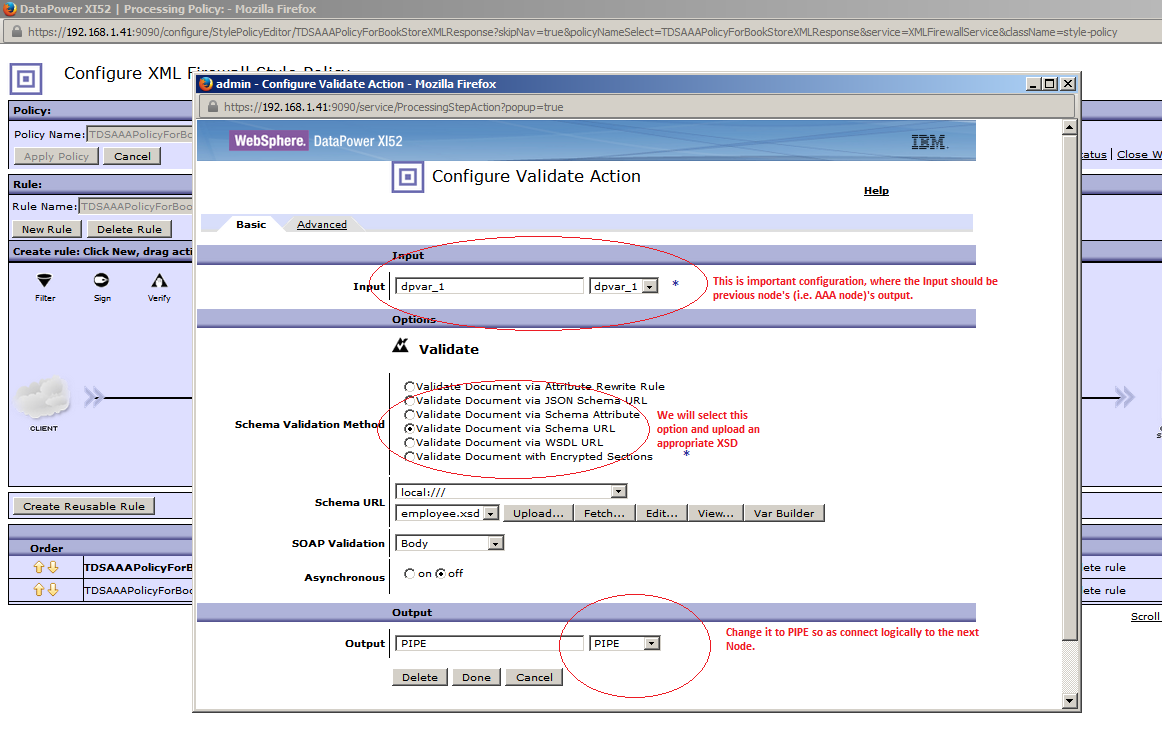 DataPower XI52 | Processing Policy: - Mozilla Firefox
https://192.168.1.41:9090/configure/StylePolicyEditor/TDSAAAPolicyForBookStoreXMLResponse?skipNav=true&policyNameSelect=TDSAAAPolicyForBookStoreXMLResponse&service=XMLFirewallService&className=style-policy
Configure XML Firewall Style Policy
Policy:
Policy Name: TDSAAAPolicyForBo
Apply Policy Cancel
Close W
Rule:
Rule Name: TDSAAAPolicyForBoo
New Rule Delete Rule
Create rule: Click New, drag acti
Filter Sign Verify
CLIENT
Create Reusable Rule
Order
TDSAAAPolicyForB
ete rule
TDSAAAPolicyForBoo
ete rule
Scroll
admin - Configure Validate Action - Mozilla Firefox
https://192.168.1.41:9090/service/ProcessingStepAction?popup=true
WebSphere. DataPower XI52 IBM.
Configure Validate Action
Help
Basic Advanced
Input
Input dpvar_1 dpvar_1 *
This is important configuration, where the Input should be
previous node's (i.e. AAA node)'s output.
Options
Validate
Schema Validation Method
Validate Document via Attribute Rewrite Rule
Validate Document via JSON Schema URL
Validate Document via Schema Attribute
Validate Document via Schema URL
Validate Document via WSDL URL
Validate Document with Encrypted Sections *
We will select this
option and upload an
appropriate XSD
Schema URL local:///
employee.xsd Upload... Fetch... Edit... View... Var Builder
SOAP Validation Body
Asynchronous on off
Output
Output PIPE PIPE
Change it to PIPE so as connect logically to the next
Node.
Delete Done Cancel